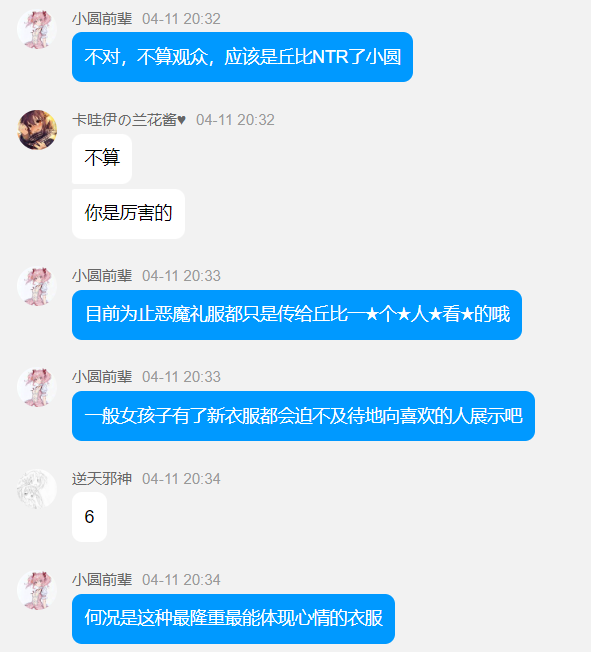 小圆前辈 04-11 20:32
不对，不算观众，应该是丘比NTR了小圆
卡哇伊の兰花酱♥ 04-11 20:32
不算
你是厉害的
小圆前辈 04-11 20:33
目前为止恶魔礼服都只是传给丘比一★个★人★看★的哦
小圆前辈 04-11 20:33
一般女孩子有了新衣服都会迫不及待地向喜欢的人展示吧
逆天邪神 04-11 20:34
6
小圆前辈 04-11 20:34
何况是这种最隆重最能体现心情的衣服